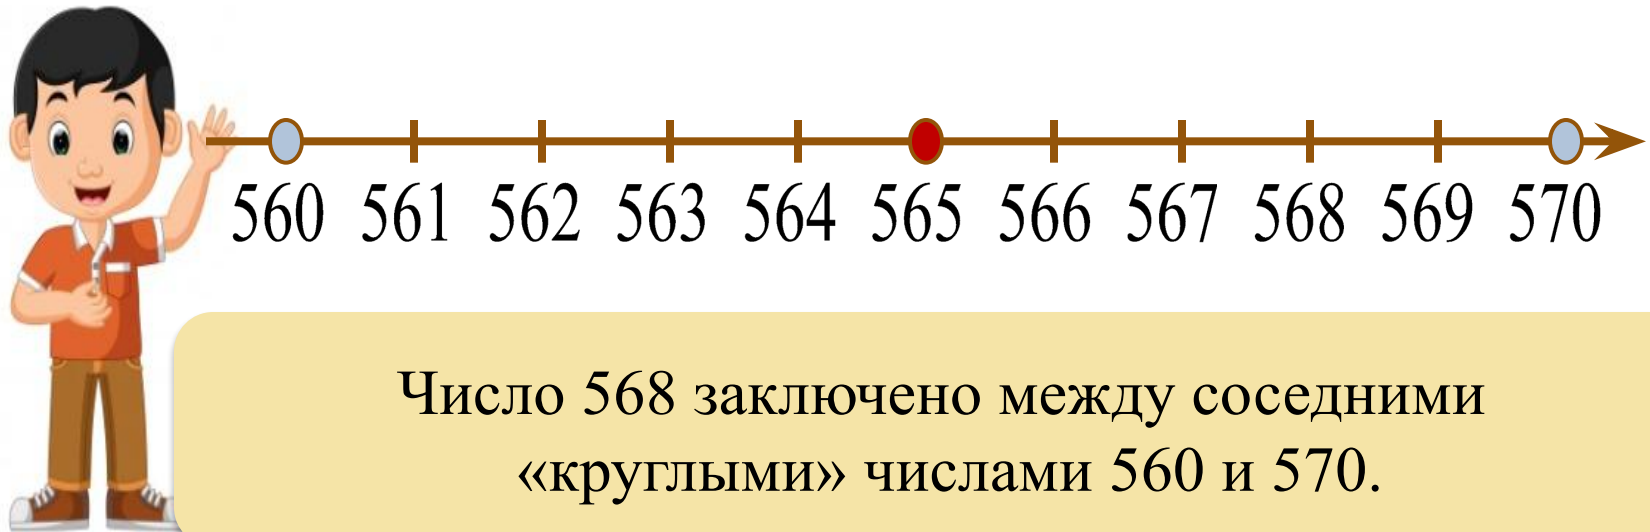 560 561 562 563 564 565 566 567 568 569 570
Число 568 заключено между соседними
«круглыми» числами 560 и 570.